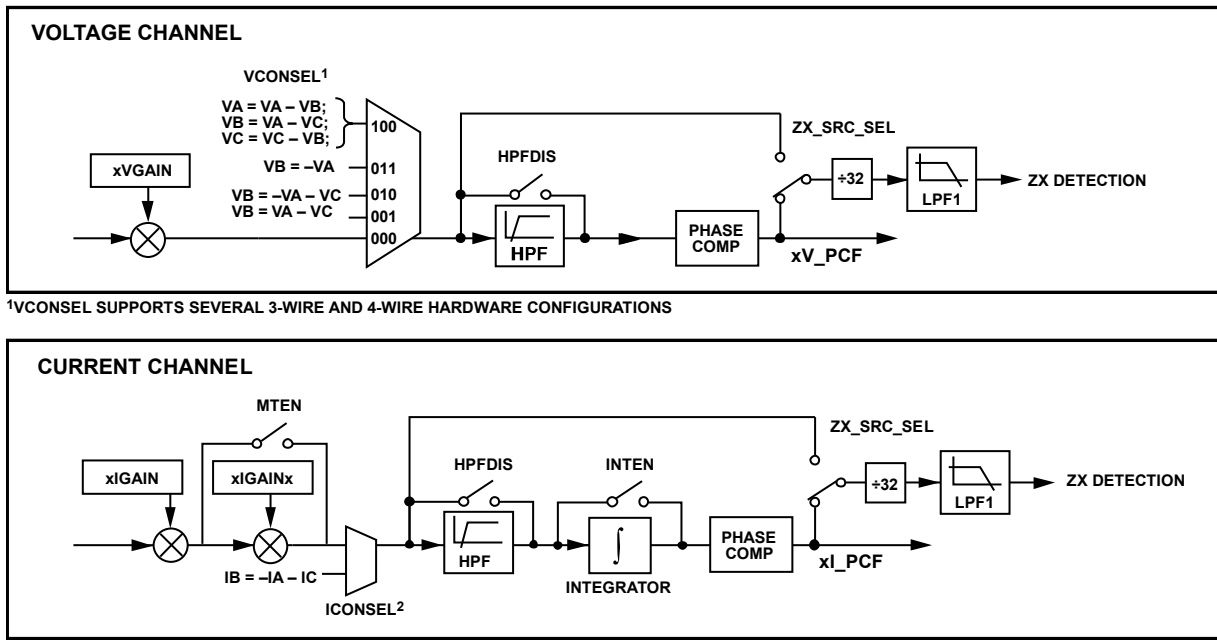 VOLTAGE CHANNEL
VCONSEL1
VA = VA – VB;
VB = VA – VC;
VC = VC – VB;
100
ZX_SRC_SEL
HPFDIS
xVGAIN
VB = –VA
011
÷32
LPF1
ZX DETECTION
VB = –VA – VC
010
VB = VA – VC
001
000
HPF
PHASE
COMP
xV_PCF
1VCONSEL SUPPORTS SEVERAL 3-WIRE AND 4-WIRE HARDWARE CONFIGURATIONS
CURRENT CHANNEL
MTEN
ZX_SRC_SEL
xIGAIN
xIGAINx
HPFDIS
INTEN
÷32
LPF1
ZX DETECTION
HPF
∫
INTEGRATOR
PHASE
COMP
xI_PCF
IB = –IA – IC
ICONSEL2